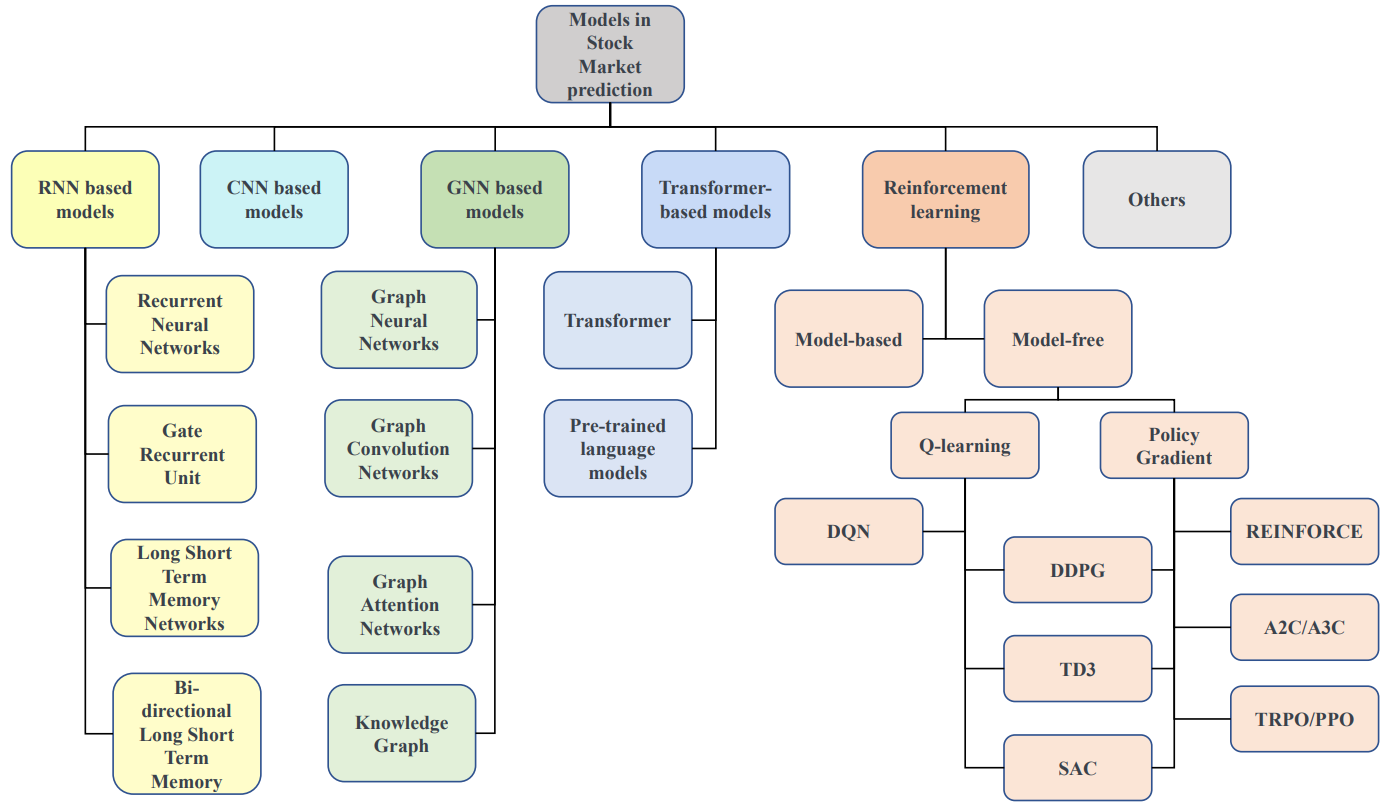 Models in
Stock
Market
prediction
RNN based
models
CNN based
models
GNN based
models
Transformer-
based models
Reinforcement
learning
Others
Recurrent
Neural
Networks
Gate
Recurrent
Unit
Long Short
Term
Memory
Networks
Bi-
directional
Long Short
Term
Memory
Graph
Neural
Networks
Graph
Convolution
Networks
Graph
Attention
Networks
Knowledge
Graph
Transformer
Pre-trained
language
models
Model-based
Model-free
Q-learning
Policy
Gradient
DQN
DDPG
TD3
SAC
REINFORCE
A2C/A3C
TRPO/PPO